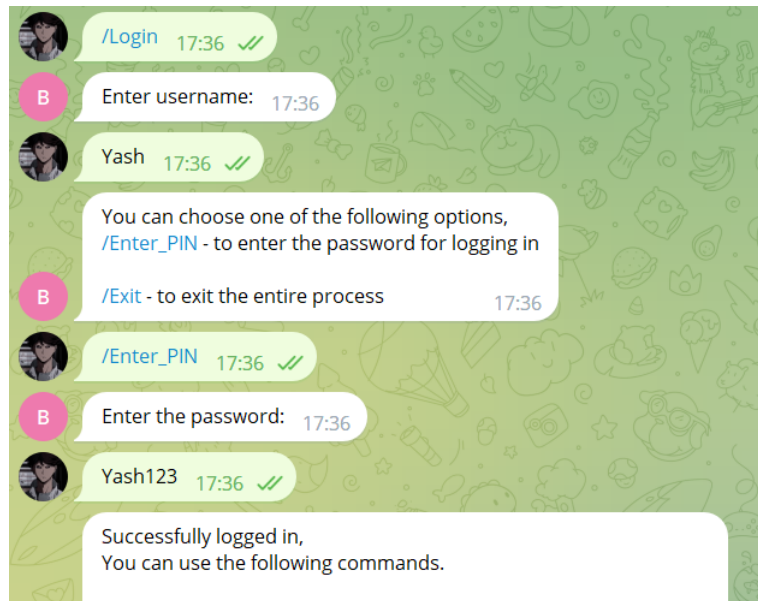 /Login 17:36
B Enter username: 17:36
Yash 17:36
You can choose one of the following options,
/Enter_PIN - to enter the password for logging in
B /Exit - to exit the entire process 17:36
/Enter_PIN 17:36
B Enter the password: 17:36
Yash123 17:36
Successfully logged in,
You can use the following commands.